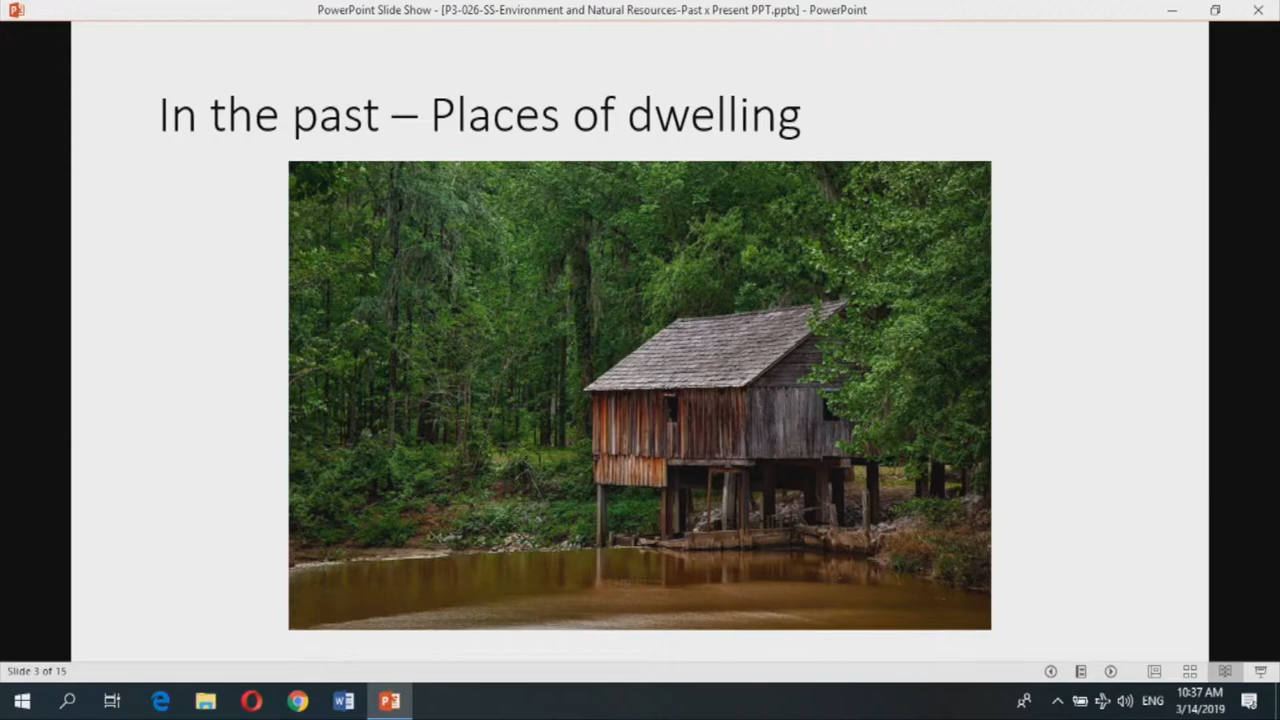 PowerPoint Slide Show - [P3-026-SS-Environment and Natural Resources-Past x Present PPT.pptx] - PowerPoint
In the past – Places of dwelling
Slide 3 of 15
ENG
10:37 AM
3/14/2019